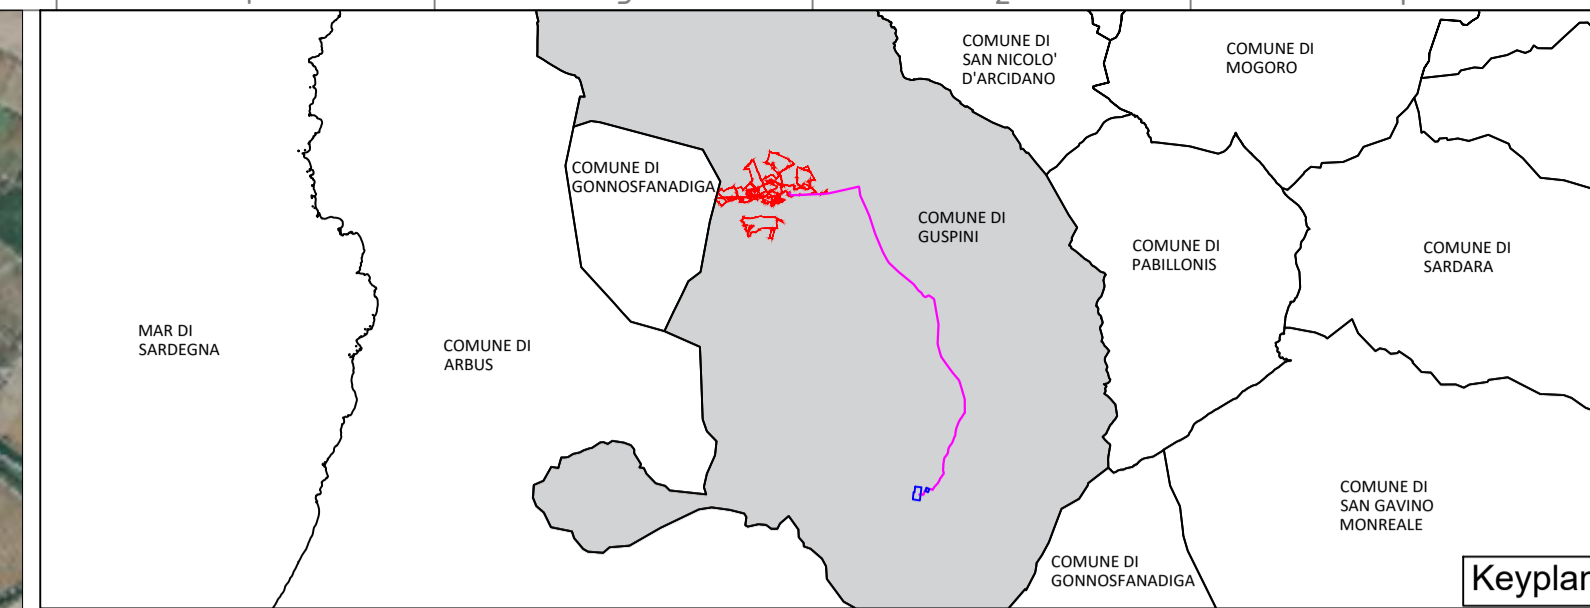 COMUNE DI
SAN NICOLO'
D'ARCIDANO
COMUNE DI
MOGORO
COMUNE DI
GONNOSFANADIGA
COMUNE DI
GUSPINI
COMUNE DI
PABILLONIS
COMUNE DI
SARDARA
MAR DI
SARDEGNA
COMUNE DI
ARBUS
COMUNE DI
SAN GAVINO
MONREALE
COMUNE DI
GONNOSFANADIGA
Keyplan